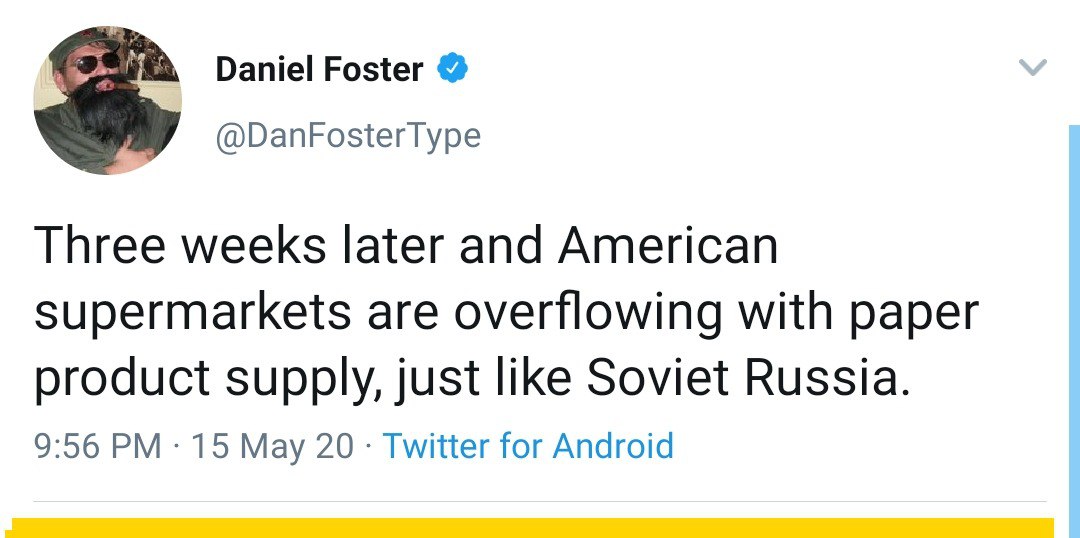 Daniel Foster
@DanFosterType
Three weeks later and American
supermarkets are overflowing with paper
product supply, just like Soviet Russia.
9:56 PM · 15 May 20 · Twitter for Android